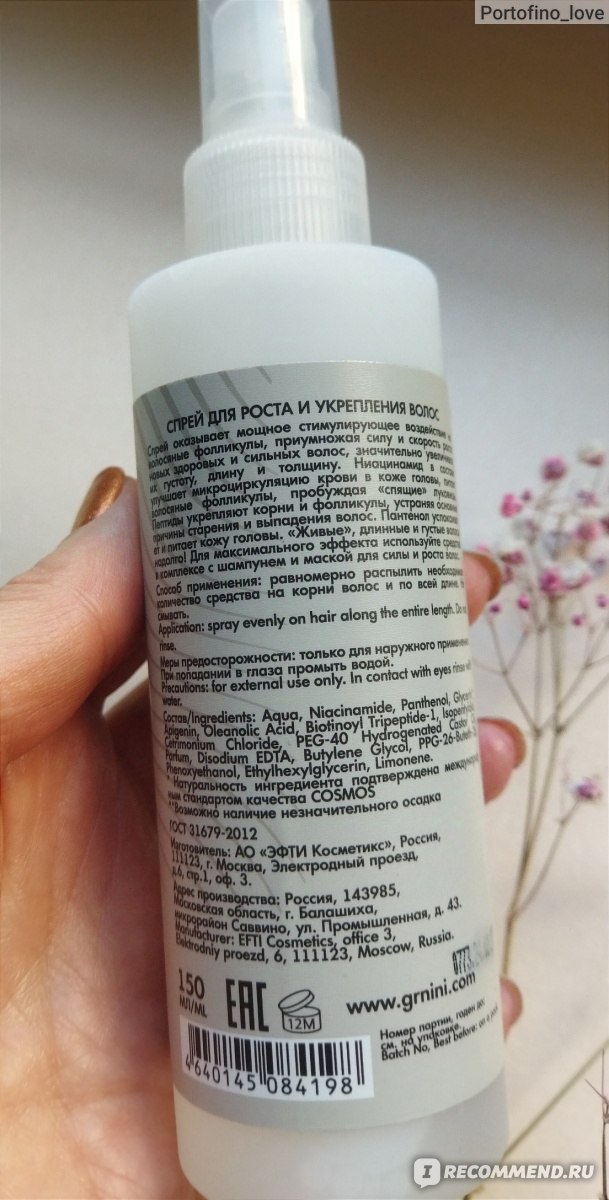 Portofino_love
СПРЕЙ ДЛЯ РОСТА И УКРЕПЛЕНИЯ ВОЛОС
Спрей оказывает мощное стимулирующее воздействие
волосяные фолликулы, приумножая силу и скорость
новых здоровых и сильных волос, значительно
их густоту, длину и толщину. Ниацинамид в
улучшает микроциркуляцию крови в коже головы,
волосяные фолликулы, пробуждая «спящие»
Пептиды укрепляют корни и фолликулы, устраняя
причины старения и выпадения волос. Пантенол
ет и питает кожу головы. «Живые», длинные и густые
надолго! Для максимального эффекта используйте
в комплексе с шампунем и маской для силы и роста волос.
Способ применения: равномерно распылить
количество средства на корни волос и по всей длине.
смывать.
Application: spray evenly on hair along the entire length. Do
rinse.
Меры предосторожности: только для наружного
При попадании в глаза промыть водой.
Precautions: for external use only. In contact with eyes rinse
water.
Состав/Ingredients: Aqua, Niacinamide, Panthenol,
Apigenin, Oleanolic Acid, Biotinoyl Tripeptide-1,
Cetrimonium Chloride, PEG-40 Hydrogenated Castor
Parfum, Disodium EDTA, Butylene Glycol,
Phenoxyethanol, Ethylhexylglycerin, Limonene.
* Натуральность ингредиента подтверждена
ным стандартом качества COSMOS
**Возможно наличие незначительного осадка
ГОСТ 31679-2012
Изготовитель: АО «ЭФТИ Косметикс», Россия,
111123, г. Москва, Электродный проезд,
д.6, стр.1, оф. 3.
Адрес производства: Россия, 143985,
Московская область, г. Балашиха,
микрорайон Саввино, ул. Промышленная, д. 43.
Manufacturer: EFTI Cosmetics, office 3,
Elektrodniy proezd, 6, 111123, Moscow, Russia.
150
МЛ/ML
EAC
12M
www.grnini.com
Номер партии, годен до:
см. на упаковке.
Batch No, Best before: on a
4 640145 084198
I RECOMMEND.RU